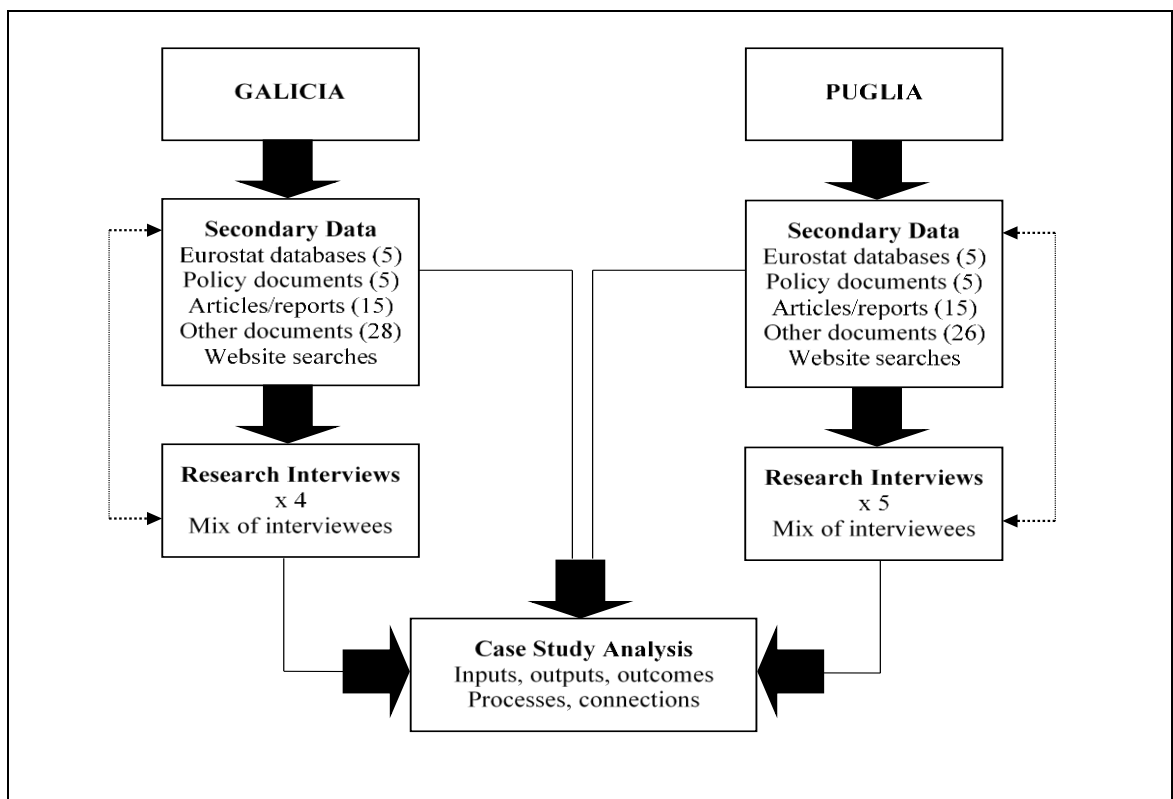 GALICIA
PUGLIA
Secondary Data
Eurostat databases (5)
Policy documents (5)
Articles/reports (15)
Other documents (28)
Website searches
Secondary Data
Eurostat databases (5)
Policy documents (5)
Articles/reports (15)
Other documents (26)
Website searches
Research Interviews
x 4
Mix of interviewees
Research Interviews
x 5
Mix of interviewees
Case Study Analysis
Inputs, outputs, outcomes
Processes, connections